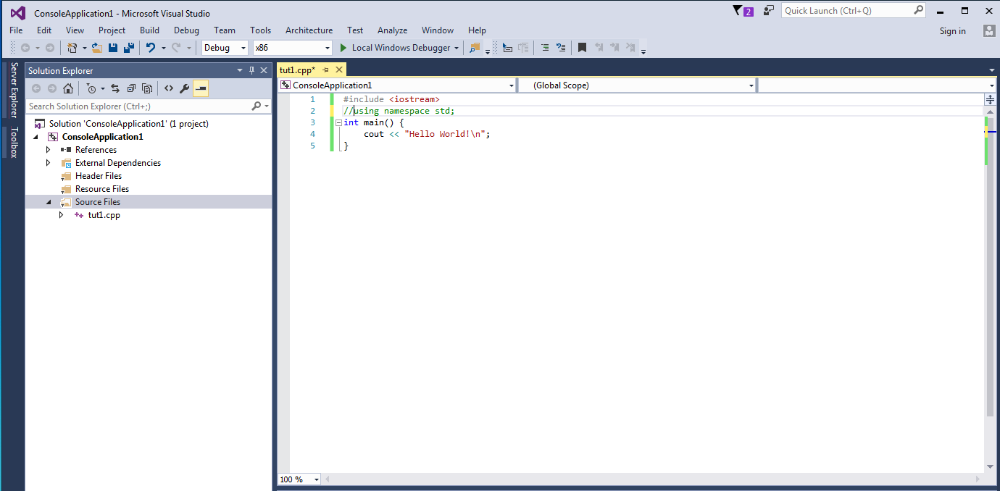 ConsoleApplication1 - Microsoft Visual Studio
2
Quick Launch (Ctrl+Q)
File Edit View Project Build Debug Team Tools Architecture Test Analyze Window Help
Sign in
Debug x86 Local Windows Debugger
Server Explorer
Toolbox
Solution Explorer
Search Solution Explorer (Ctrl+;)
Solution 'ConsoleApplication1' (1 project)
ConsoleApplication1
References
External Dependencies
Header Files
Resource Files
Source Files
tut1.cpp
tut1.cpp*
ConsoleApplication1 (Global Scope)
1 #include <iostream>
2 //using namespace std;
3 int main() {
4 cout << "Hello World!\n";
5 }
100 %